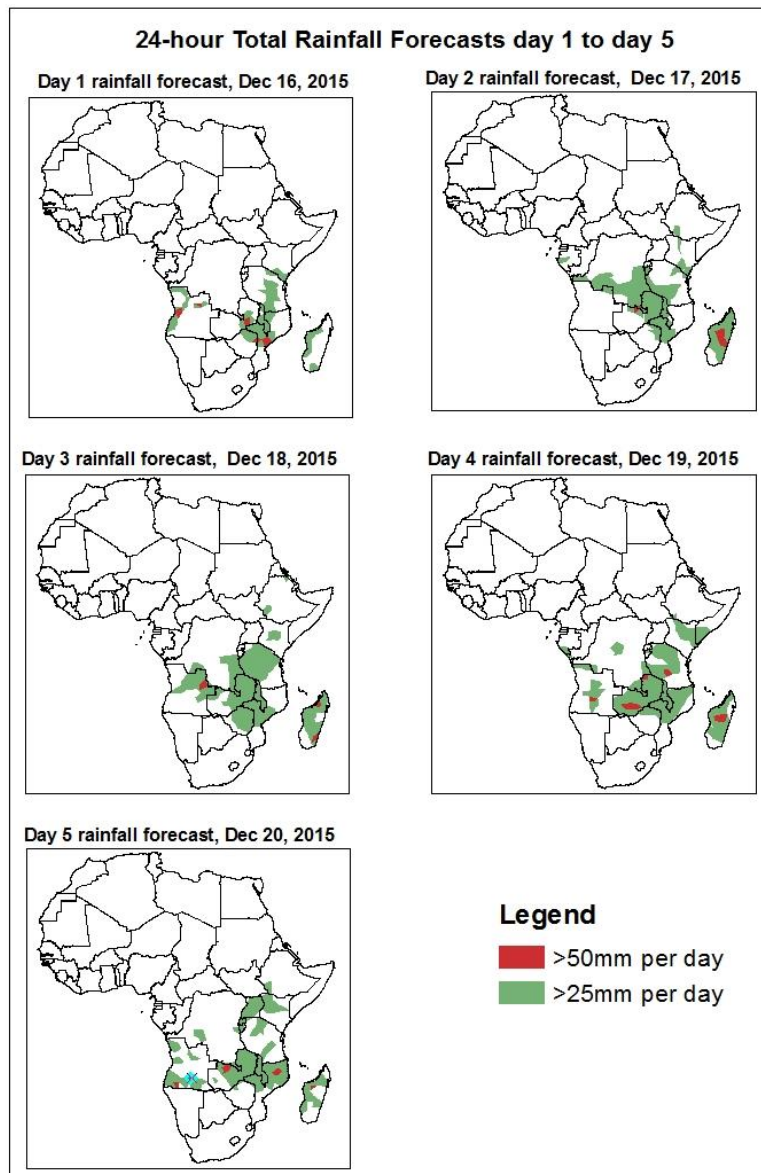 24-hour Total Rainfall Forecasts day 1 to day 5
Day 1 rainfall forecast, Dec 16, 2015
Day 2 rainfall forecast, Dec 17, 2015
Day 3 rainfall forecast, Dec 18, 2015
Day 4 rainfall forecast, Dec 19, 2015
Day 5 rainfall forecast, Dec 20, 2015
Legend
>50mm per day
>25mm per day